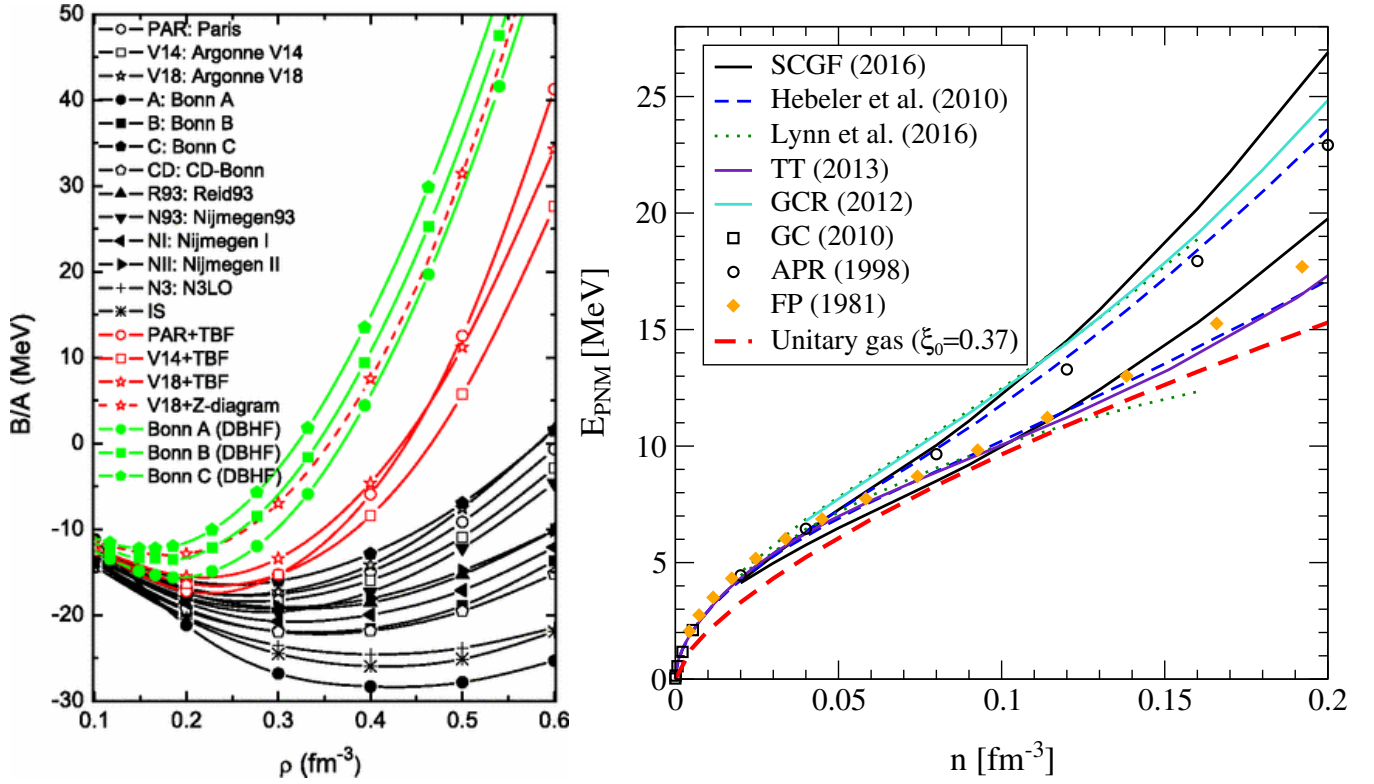 50
40
30
20
10
0
-10
-20
-30
B/A (MeV)
PAR: Paris
V14: Argonne V14
V18: Argonne V18
A: Bonn A
B: Bonn B
C: Bonn C
CD: CD-Bonn
R93: Reid93
N93: Nijmegen93
NI: Nijmegen I
NII: Nijmegen II
N3: N3LO
IS
PAR+TBF
V14+TBF
V18+TBF
V18+Z-diagram
Bonn A (DBHF)
Bonn B (DBHF)
Bonn C (DBHF)
0.1 0.2 0.3 0.4 0.5 0.6
ρ (fm⁻³)
25
20
15
10
5
0
E_PNM [MeV]
SCGF (2016)
Hebeler et al. (2010)
Lynn et al. (2016)
TT (2013)
GCR (2012)
GC (2010)
APR (1998)
FP (1981)
Unitary gas (ξ₀=0.37)
0 0.05 0.1 0.15 0.2
n [fm⁻³]